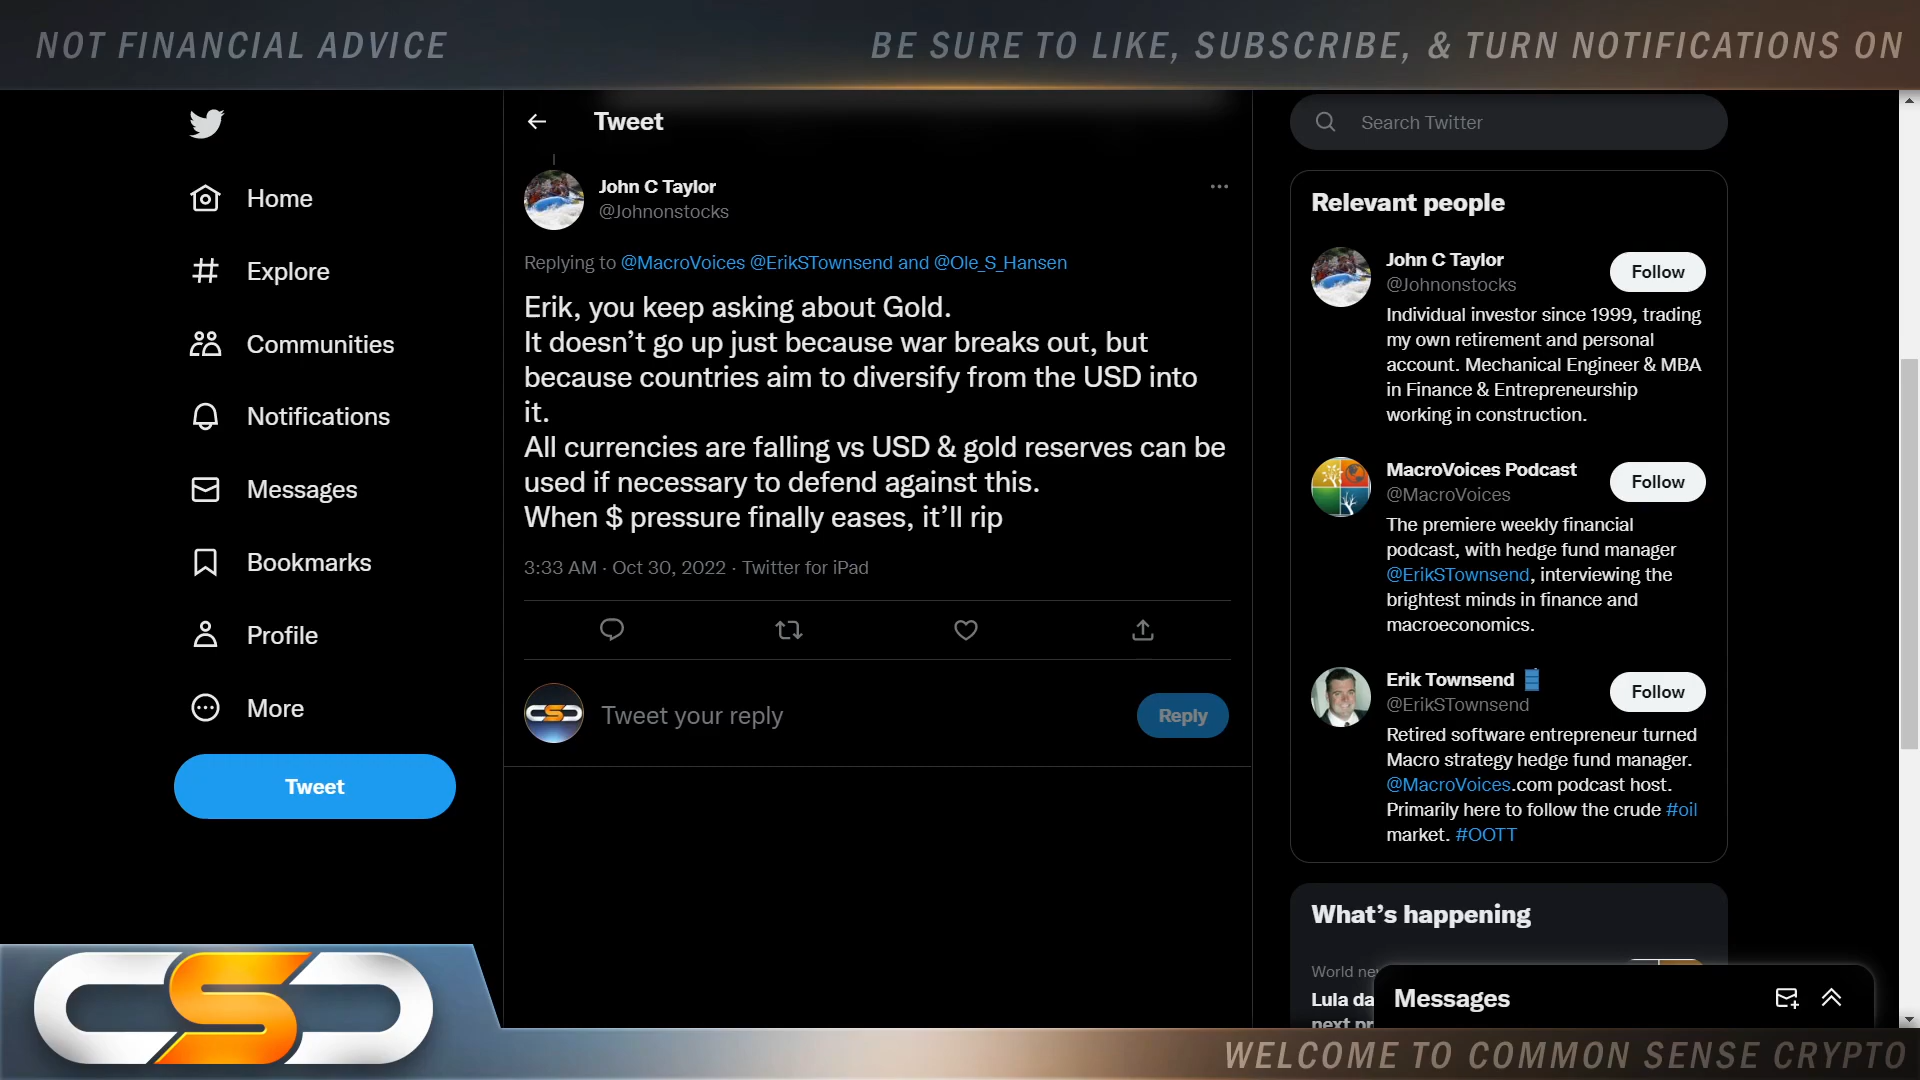 NOT FINANCIAL ADVICE
BE SURE TO LIKE, SUBSCRIBE, & TURN NOTIFICATIONS ON
Home
Explore
Communities
Notifications
Messages
Bookmarks
Profile
More
Tweet
Tweet
John C Taylor
@Johnonstocks
Replying to @MacroVoices @ErikSTownsend and @Ole_S_Hansen
Erik, you keep asking about Gold.
It doesn’t go up just because war breaks out, but
because countries aim to diversify from the USD into
it.
All currencies are falling vs USD & gold reserves can be
used if necessary to defend against this.
When $ pressure finally eases, it’ll rip
3:33 AM · Oct 30, 2022 · Twitter for iPad
CSC
Tweet your reply
Reply
Search Twitter
Relevant people
John C Taylor
@Johnonstocks
Follow
Individual investor since 1999, trading
my own retirement and personal
account. Mechanical Engineer & MBA
in Finance & Entrepreneurship
working in construction.
MacroVoices Podcast
@MacroVoices
Follow
The premiere weekly financial
podcast, with hedge fund manager
@ErikSTownsend, interviewing the
brightest minds in finance and
macroeconomics.
Erik Townsend
@ErikSTownsend
Follow
Retired software entrepreneur turned
Macro strategy hedge fund manager.
@MacroVoices.com podcast host.
Primarily here to follow the crude #oil
market. #OOTT
What’s happening
World ne
Lula da
next pr
Messages
CSC
WELCOME TO COMMON SENSE CRYPTO